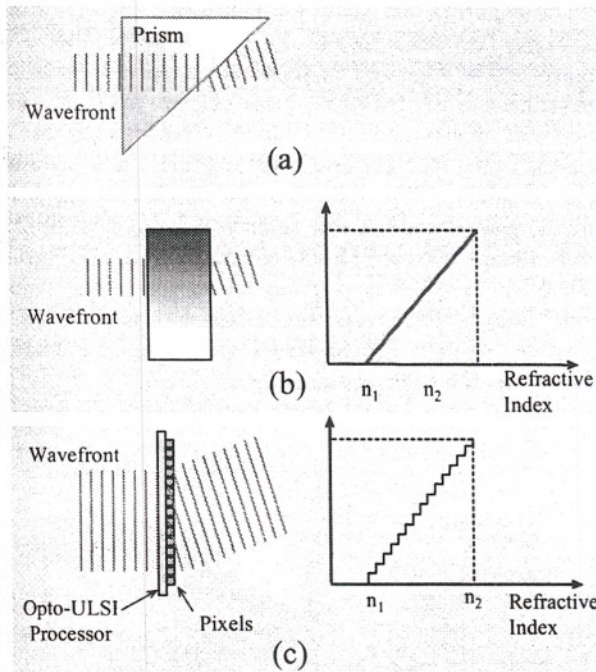 Prism
Wavefront
(a)
Wavefront
(b)
n1
n2
Refractive
Index
Wavefront
Opto-ULSI
Processor
Pixels
(c)
n1
n2
Refractive
Index